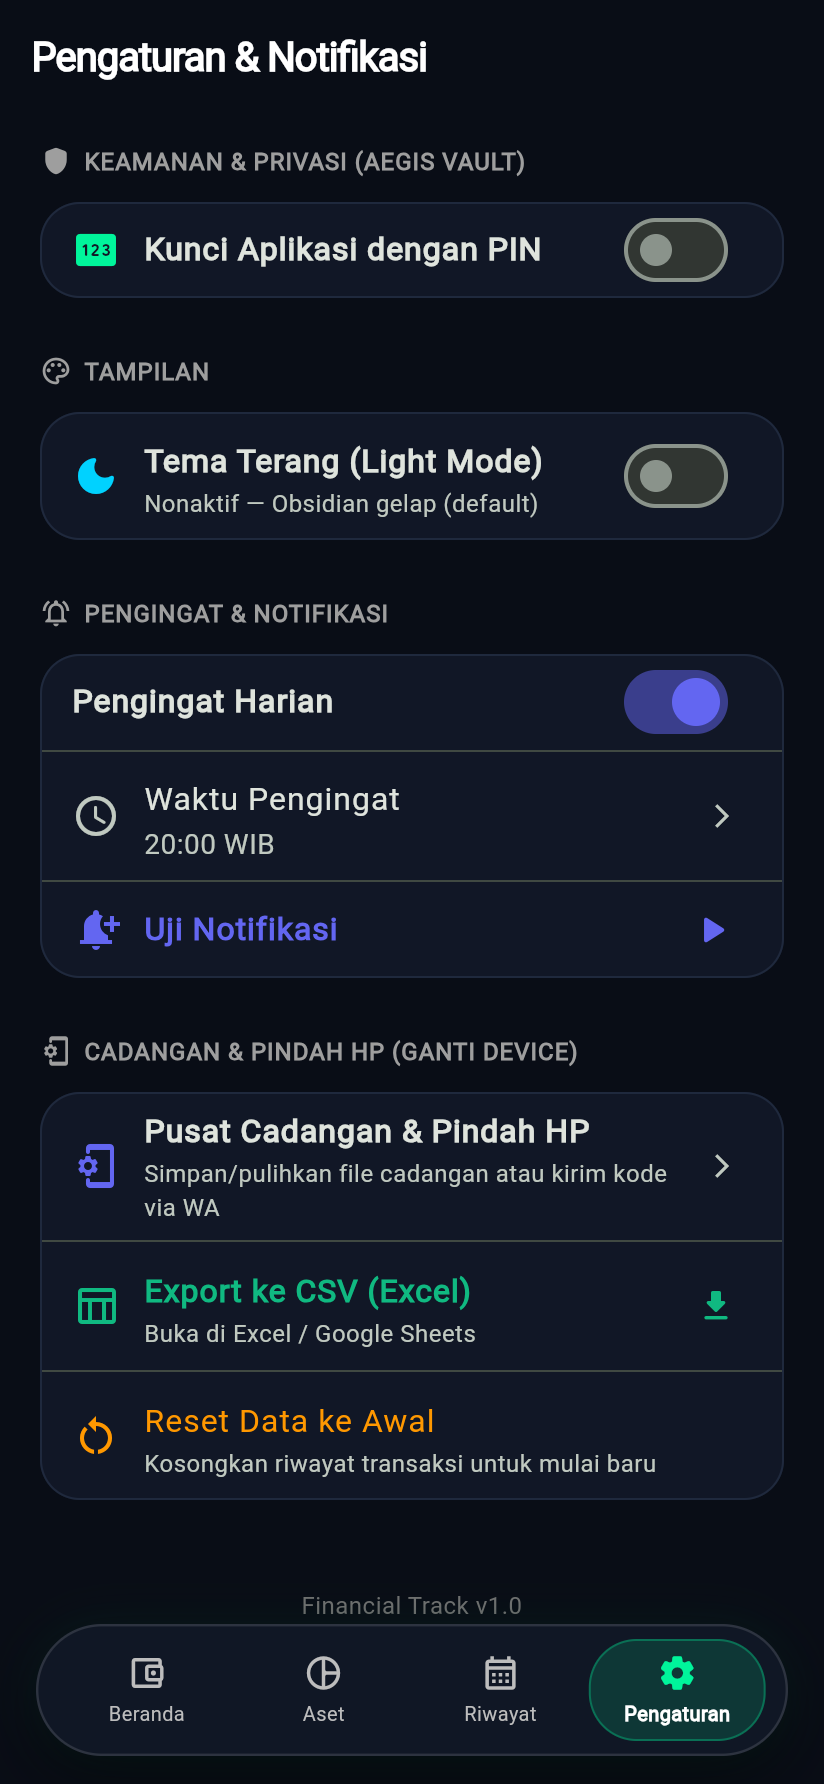 Pengaturan & Notifikasi
KEAMANAN & PRIVASI (AEGIS VAULT)
123
Kunci Aplikasi dengan PIN
TAMPILAN
Tema Terang (Light Mode)
Nonaktif — Obsidian gelap (default)
PENGINGAT & NOTIFIKASI
Pengingat Harian
Waktu Pengingat
20:00 WIB
Uji Notifikasi
CADANGAN & PINDAH HP (GANTI DEVICE)
Pusat Cadangan & Pindah HP
Simpan/pulihkan file cadangan atau kirim kode
via WA
Export ke CSV (Excel)
Buka di Excel / Google Sheets
Reset Data ke Awal
Kosongkan riwayat transaksi untuk mulai baru
Financial Track v1.0
Beranda
Aset
Riwayat
Pengaturan